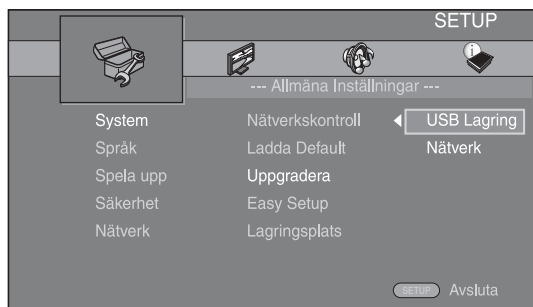 SETUP
--- Allmäna Inställningar ---
System Nätverkskontroll USB Lagring
Språk Ladda Default Nätverk
Spela upp Uppgradera
Säkerhet Easy Setup
Nätverk Lagringsplats
SETUP Avsluta